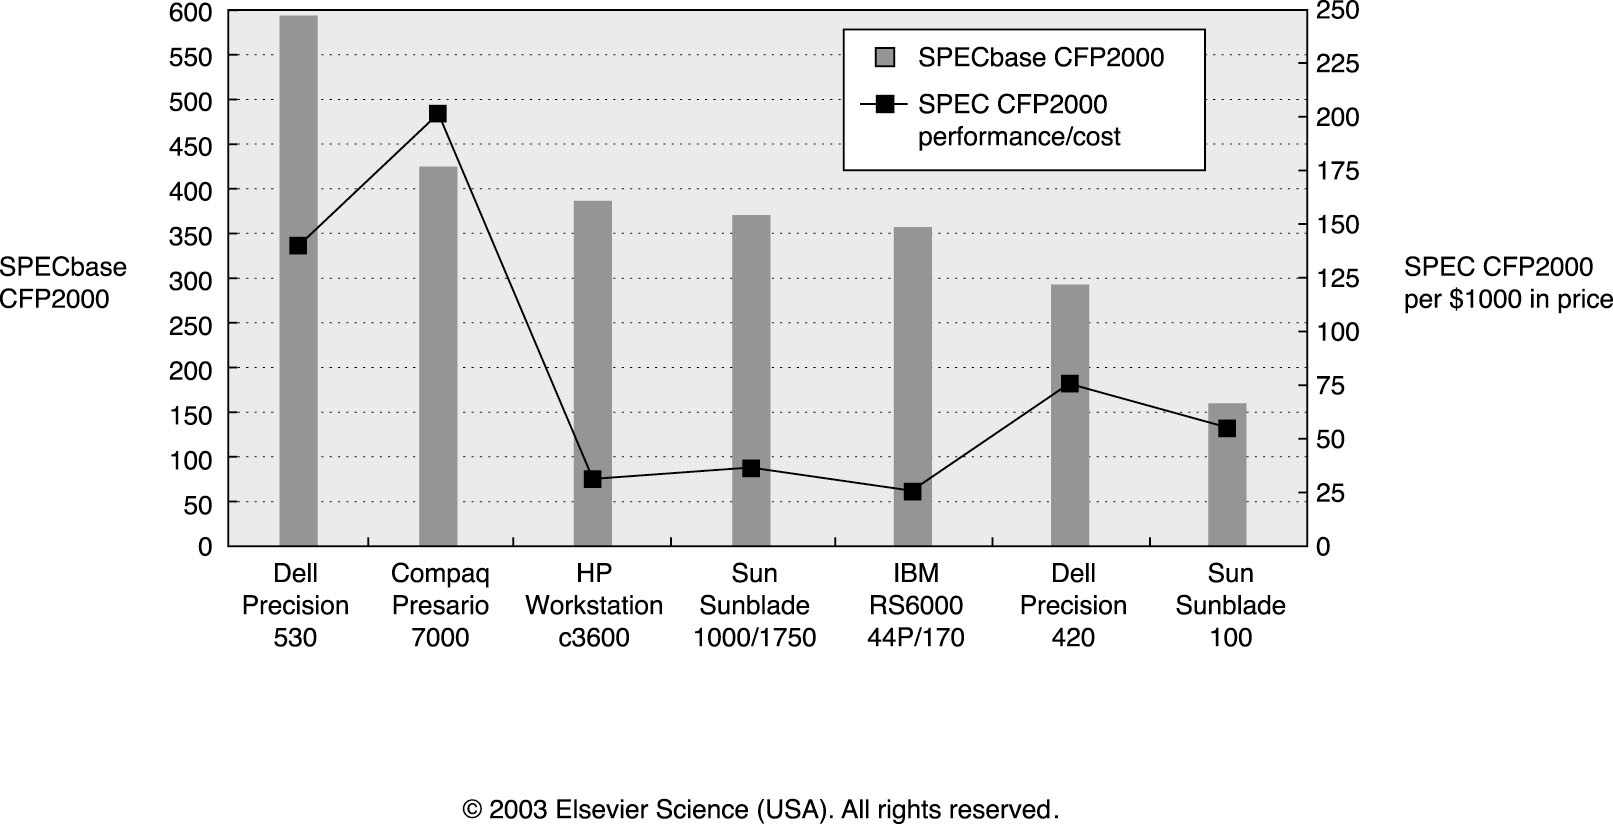 600
550
500
450
400
350
300
250
200
150
100
50
0
SPECbase
CFP2000
250
225
200
175
150
125
100
75
50
25
0
SPEC CFP2000
per $1000 in price
SPECbase CFP2000
SPEC CFP2000
performance/cost
Dell
Precision
530
Compaq
Presario
7000
HP
Workstation
c3600
Sun
Sunblade
1000/1750
IBM
RS6000
44P/170
Dell
Precision
420
Sun
Sunblade
100
© 2003 Elsevier Science (USA). All rights reserved.